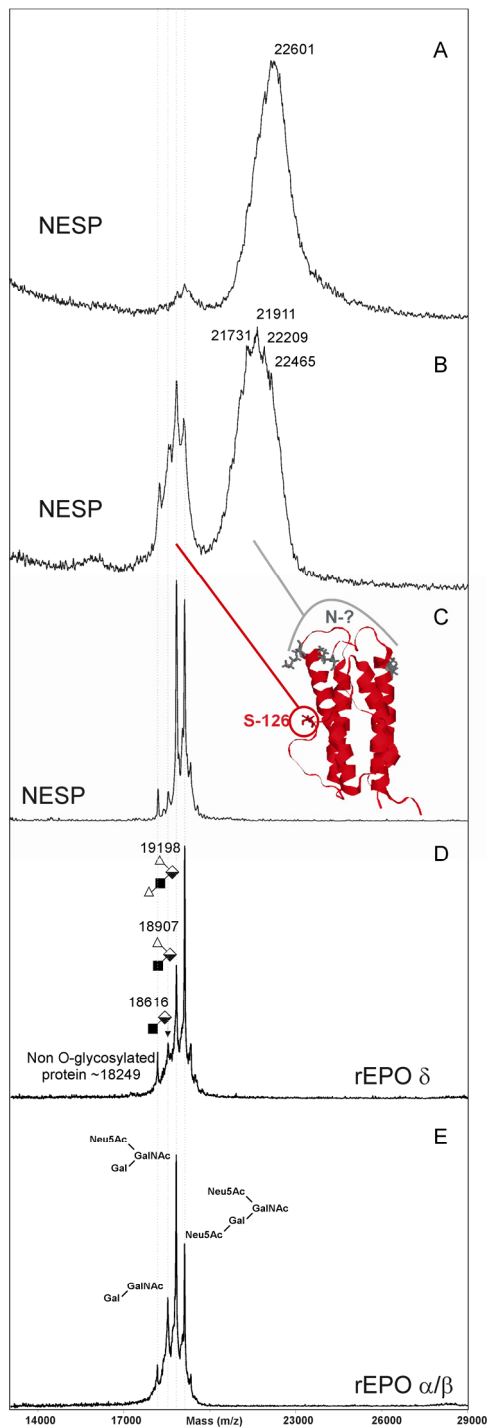 A
22601
NESP
B
21911
21731
22209
22465
NESP
C
N-?
S-126
NESP
D
19198
18907
18616
Non O-glycosylated
protein ~18249
rEPO δ
E
Neu5Ac
GalNAc
Gal
Neu5Ac
GalNAc
Gal
Neu5Ac
GalNAc
Gal
rEPO α/β
14000 17000 Mass (m/z) 23000 26000 29000